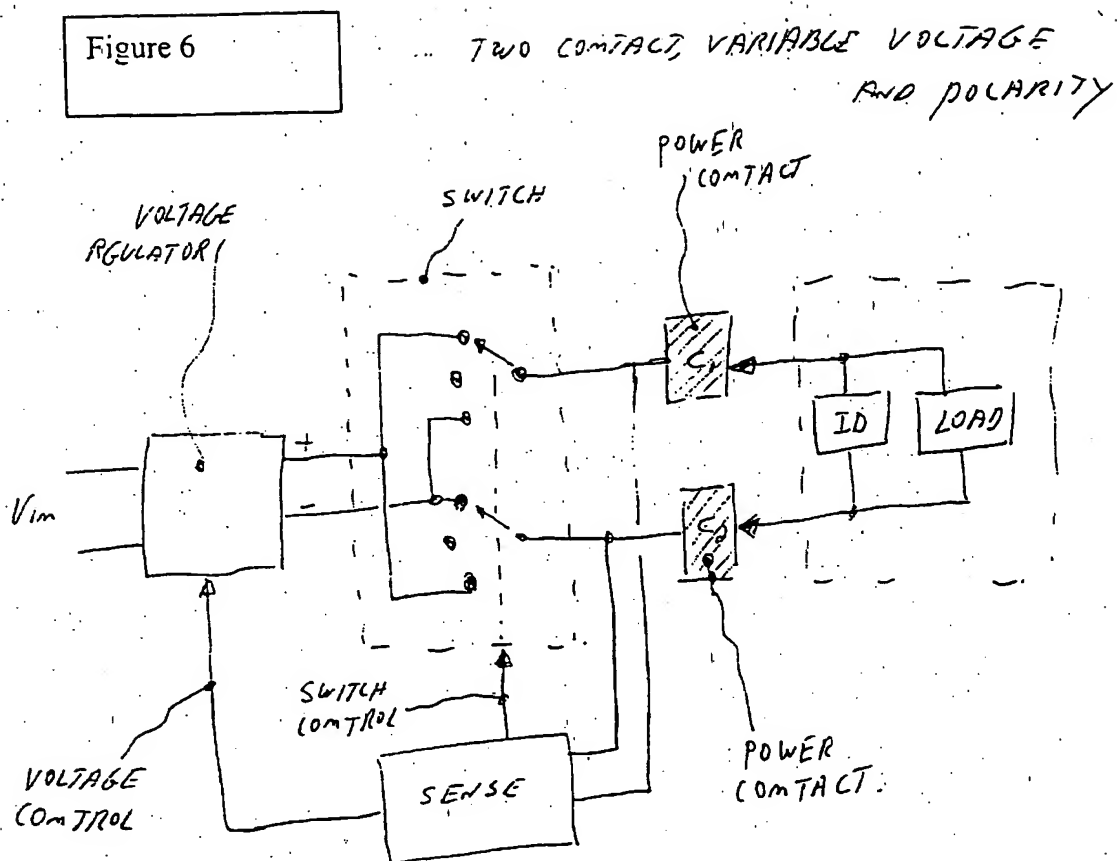 Figure 6
TWO CONTACT, VARIABLE VOLTAGE
AND POLARITY
POWER
CONTACT
SWITCH
VOLTAGE
RGULATOR
+
-
Vin
C1
C2
ID
LOAD
SWITCH
CONTROL
VOLTAGE
CONTROL
SENSE
POWER
CONTACT.